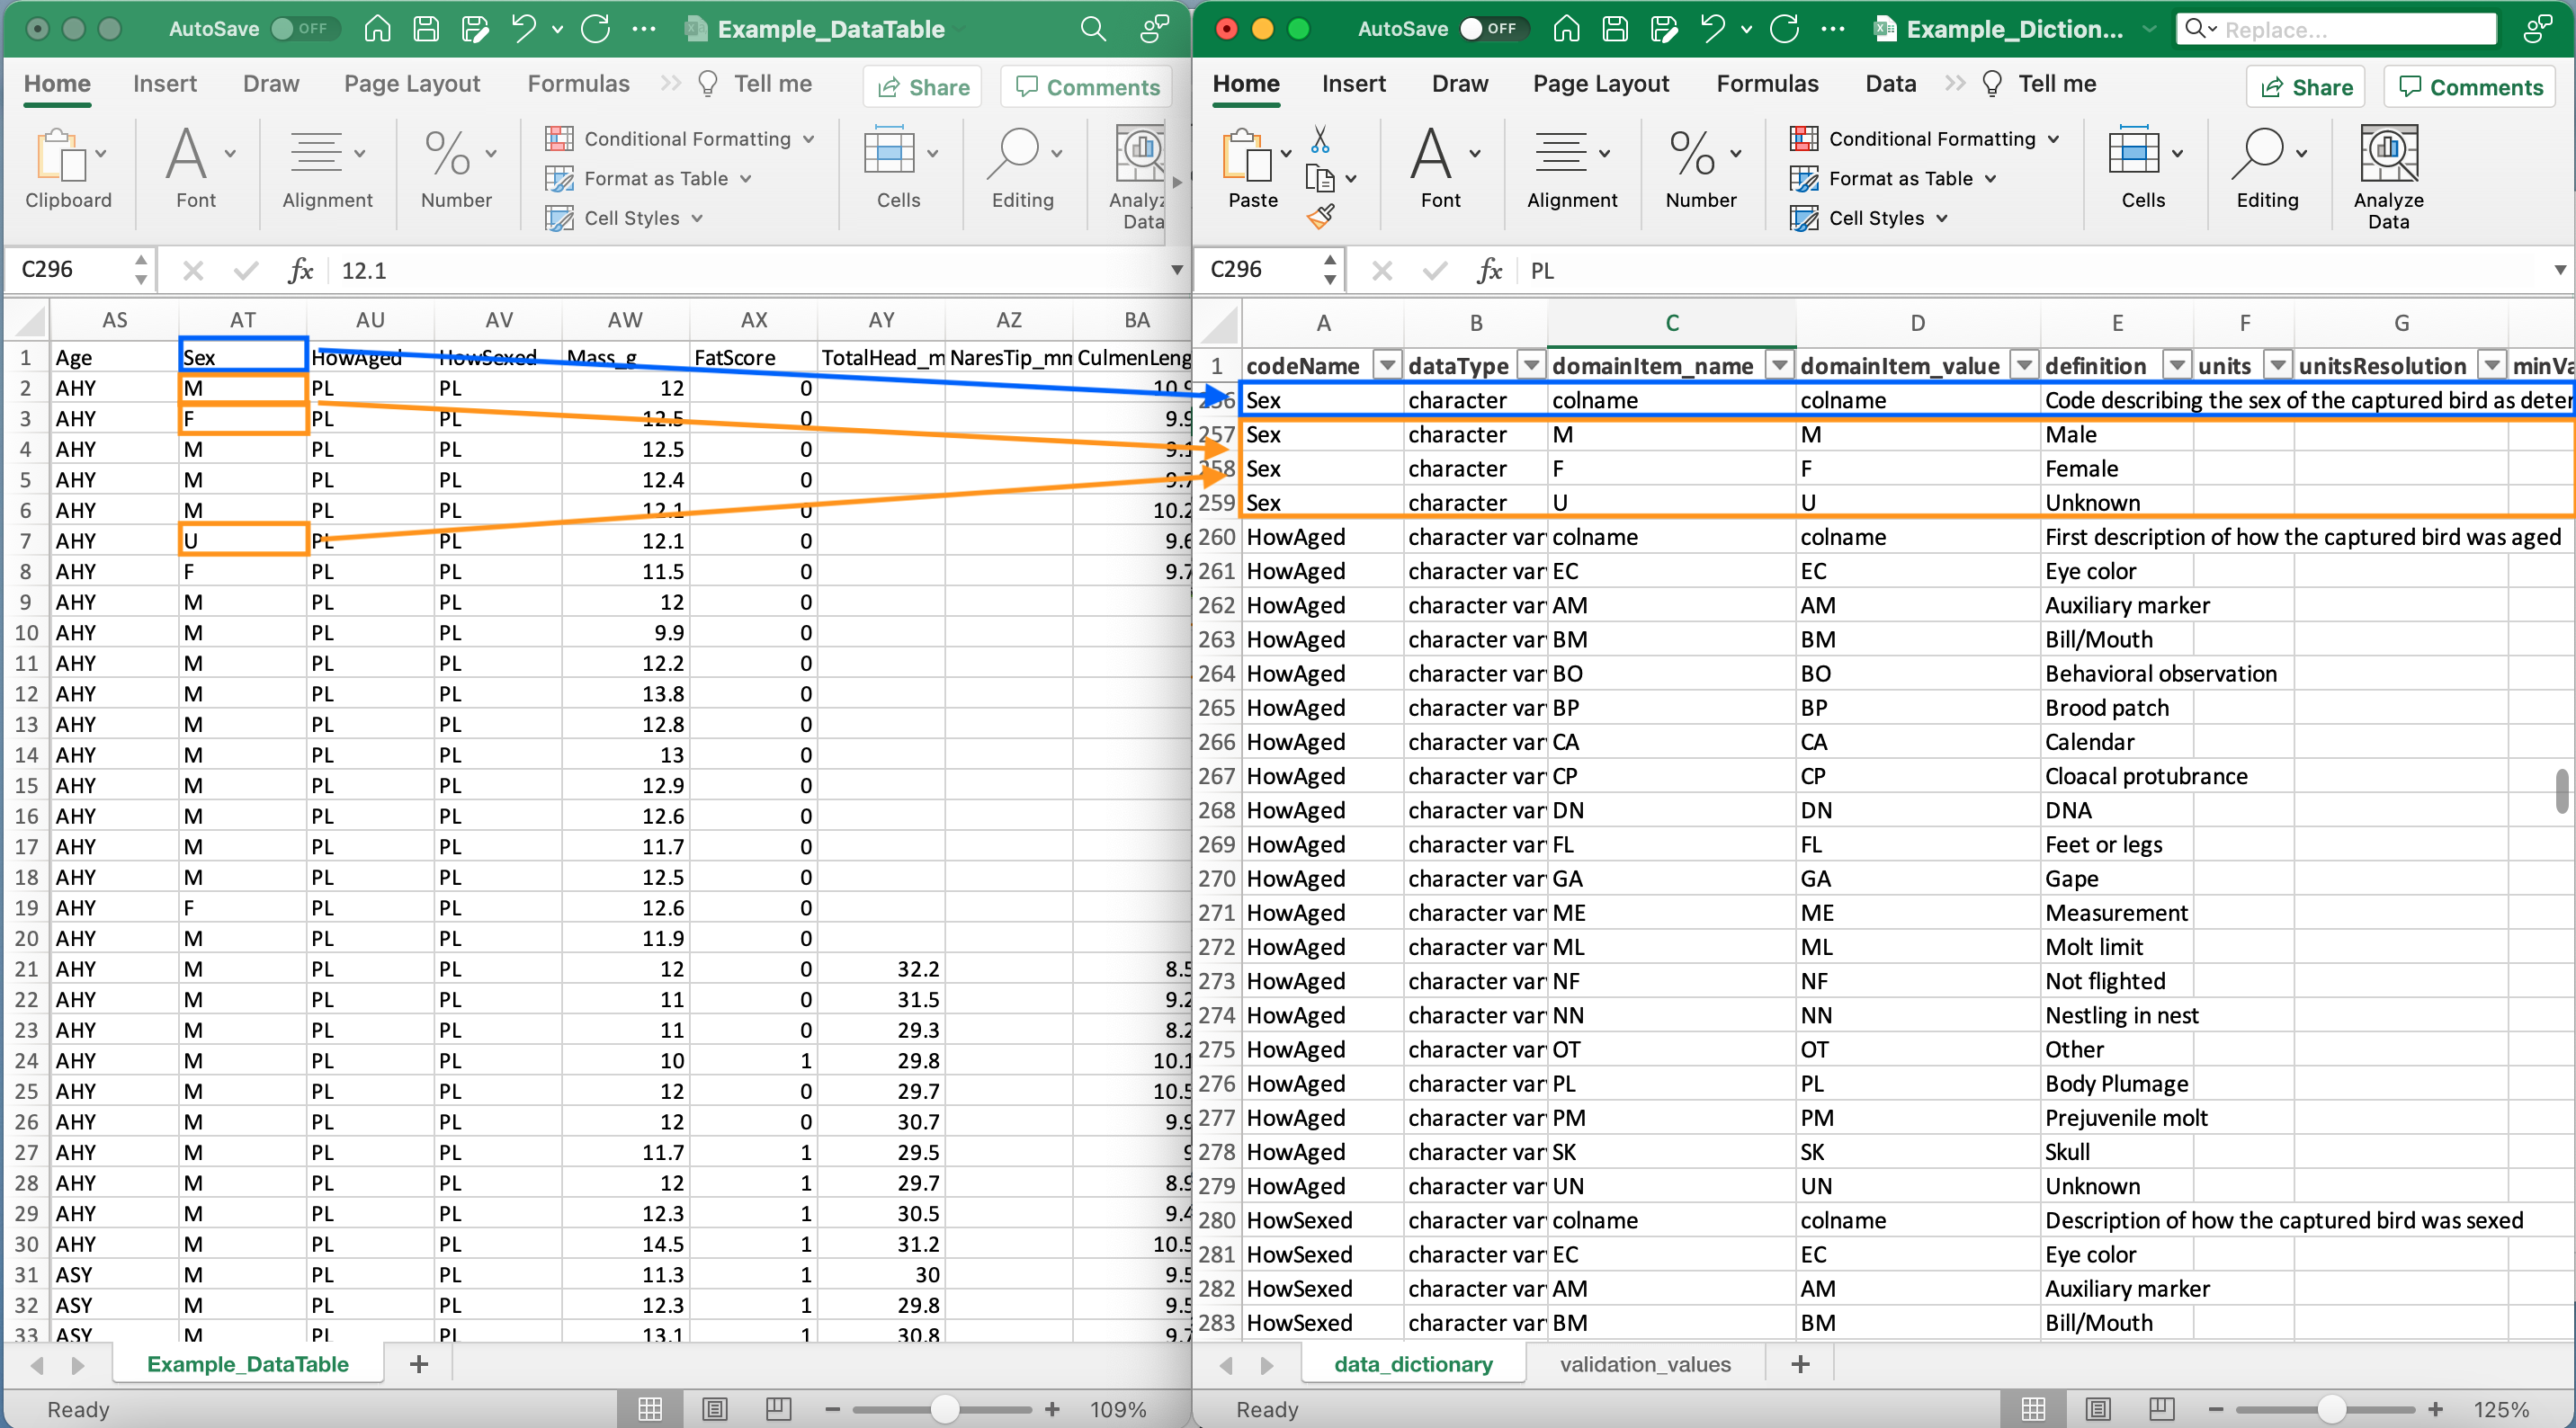 AutoSave OFF Example_DataTable
Home Insert Draw Page Layout Formulas Tell me Share Comments
Clipboard Font Alignment Number Conditional Formatting Format as Table Cell Styles Cells Editing Analyz Data
C296 fx 12.1
AS AT AU AV AW AX AY AZ BA
1 Age Sex HowAged HowSexed Mass_g FatScore TotalHead_m NaresTip_mm CulmenLeng
2 AHY M PL PL 12 0 10.9
3 AHY F PL PL 12.5 0 9.9
4 AHY M PL PL 12.5 0 9.1
5 AHY M PL PL 12.4 0 9.7
6 AHY M PL PL 12.1 0 10.2
7 AHY U PL PL 12.1 0 9.6
8 AHY F PL PL 11.5 0 9.7
9 AHY M PL PL 12 0
10 AHY M PL PL 9.9 0
11 AHY M PL PL 12.2 0
12 AHY M PL PL 13.8 0
13 AHY M PL PL 12.8 0
14 AHY M PL PL 13 0
15 AHY M PL PL 12.9 0
16 AHY M PL PL 12.6 0
17 AHY M PL PL 11.7 0
18 AHY M PL PL 12.5 0
19 AHY F PL PL 12.6 0
20 AHY M PL PL 11.9 0
21 AHY M PL PL 12 0 32.2 8.5
22 AHY M PL PL 11 0 31.5 9.2
23 AHY M PL PL 11 0 29.3 8.2
24 AHY M PL PL 10 1 29.8 10.1
25 AHY M PL PL 12 0 29.7 10.5
26 AHY M PL PL 12 0 30.7 9.9
27 AHY M PL PL 11.7 1 29.5 9
28 AHY M PL PL 12 1 29.7 8.9
29 AHY M PL PL 12.3 1 30.5 9.4
30 AHY M PL PL 14.5 1 31.2 10.5
31 ASY M PL PL 11.3 1 30 9.5
32 ASY M PL PL 12.3 1 29.8 9.5
33 ASY M PL PL 13.1 1 30.8 9.7
Example_DataTable +
Ready 109%
AutoSave OFF Example_Diction... Replace...
Home Insert Draw Page Layout Formulas Data Tell me Share Comments
Paste Font Alignment Number Conditional Formatting Format as Table Cell Styles Cells Editing Analyze Data
C296 fx PL
A B C D E F G
1 codeName dataType domainItem_name domainItem_value definition units unitsResolution minVa
256 Sex character colname colname Code describing the sex of the captured bird as deter
257 Sex character M M Male
258 Sex character F F Female
259 Sex character U U Unknown
260 HowAged character var colname colname First description of how the captured bird was aged
261 HowAged character var EC EC Eye color
262 HowAged character var AM AM Auxiliary marker
263 HowAged character var BM BM Bill/Mouth
264 HowAged character var BO BO Behavioral observation
265 HowAged character var BP BP Brood patch
266 HowAged character var CA CA Calendar
267 HowAged character var CP CP Cloacal protubrance
268 HowAged character var DN DN DNA
269 HowAged character var FL FL Feet or legs
270 HowAged character var GA GA Gape
271 HowAged character var ME ME Measurement
272 HowAged character var ML ML Molt limit
273 HowAged character var NF NF Not flighted
274 HowAged character var NN NN Nestling in nest
275 HowAged character var OT OT Other
276 HowAged character var PL PL Body Plumage
277 HowAged character var PM PM Prejuvenile molt
278 HowAged character var SK SK Skull
279 HowAged character var UN UN Unknown
280 HowSexed character var colname colname Description of how the captured bird was sexed
281 HowSexed character var EC EC Eye color
282 HowSexed character var AM AM Auxiliary marker
283 HowSexed character var BM BM Bill/Mouth
data_dictionary validation_values +
Ready 125%